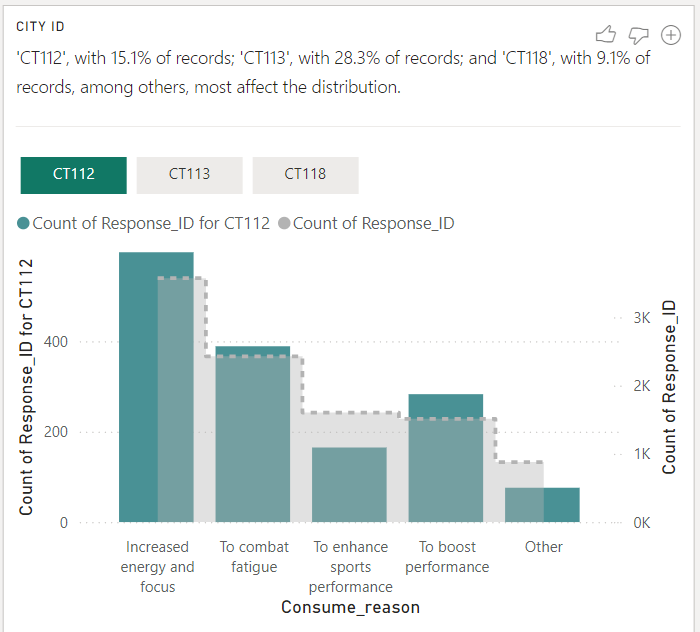 CITY ID
'CT112', with 15.1% of records; 'CT113', with 28.3% of records; and 'CT118', with 9.1% of
records, among others, most affect the distribution.
CT112
CT113
CT118
Count of Response_ID for CT112
Count of Response_ID
Count of Response_ID for CT112
400
200
0
3K
2K
1K
0K
Count of Response_ID
Increased
energy and
focus
To combat
fatigue
To enhance
sports
performance
To boost
performance
Other
Consume_reason